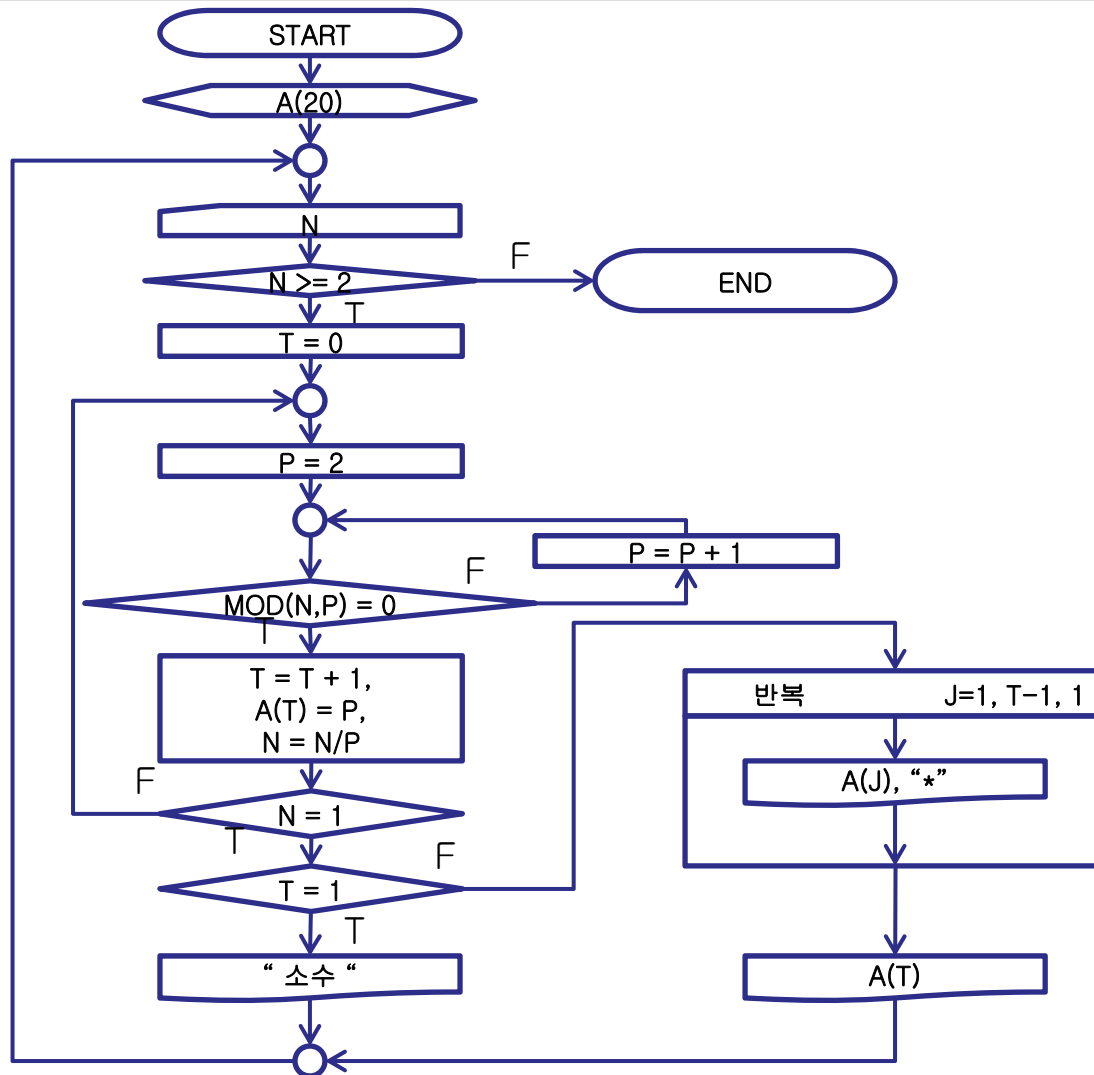 START
A(20)
N
N >= 2
F
END
T
T = 0
P = 2
P = P + 1
F
MOD(N,P) = 0
T
T = T + 1,
A(T) = P,
N = N/P
F
N = 1
T
F
T = 1
T
“ 소수 “
반복 J=1, T-1, 1
A(J), “*”
A(T)